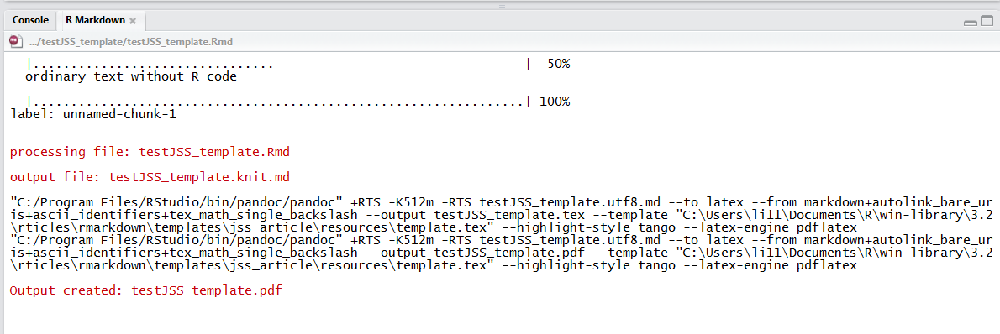 Console R Markdown ×
.../testJSS_template/testJSS_template.Rmd
|................................ | 50%
ordinary text without R code
|.................................................................| 100%
label: unnamed-chunk-1
processing file: testJSS_template.Rmd
output file: testJSS_template.knit.md
"C:/Program Files/RStudio/bin/pandoc/pandoc" +RTS -K512m -RTS testJSS_template.utf8.md --to latex --from markdown+autolink_bare_ur
is+ascii_identifiers+tex_math_single_backslash --output testJSS_template.tex --template "C:\Users\li11\Documents\R\win-library\3.2
\rticles\rmarkdown\templates\jss_article\resources\template.tex" --highlight-style tango --latex-engine pdflatex
"C:/Program Files/RStudio/bin/pandoc/pandoc" +RTS -K512m -RTS testJSS_template.utf8.md --to latex --from markdown+autolink_bare_ur
is+ascii_identifiers+tex_math_single_backslash --output testJSS_template.pdf --template "C:\Users\li11\Documents\R\win-library\3.2
\rticles\rmarkdown\templates\jss_article\resources\template.tex" --highlight-style tango --latex-engine pdflatex
Output created: testJSS_template.pdf